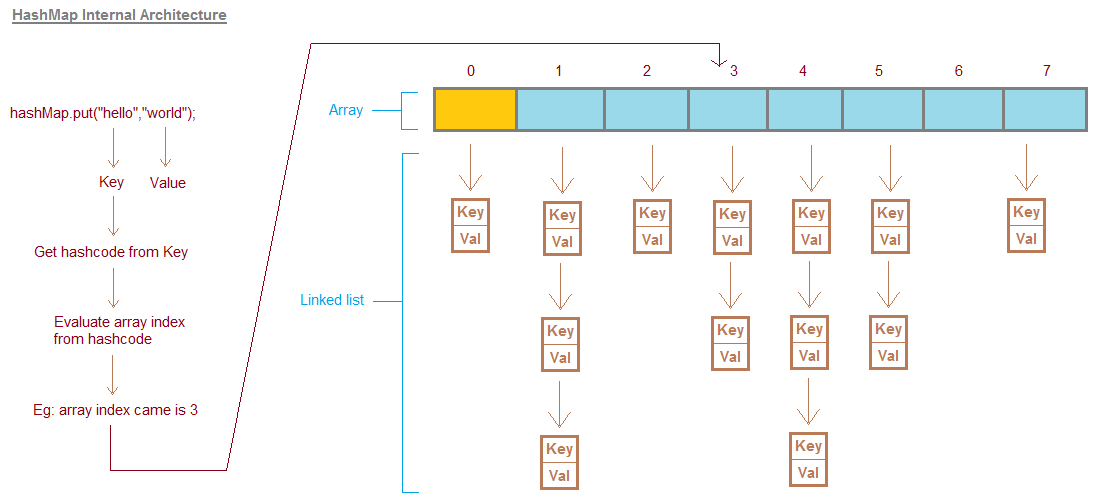 HashMap Internal Architecture
hashMap.put("hello","world");
Key
Value
Get hashcode from Key
Evaluate array index
from hashcode
Eg: array index came is 3
0
1
2
3
4
5
6
7
Array
Linked list
Key
Val
Key
Val
Key
Val
Key
Val
Key
Val
Key
Val
Key
Val
Key
Val
Key
Val
Key
Val
Key
Val
Key
Val
Key
Val